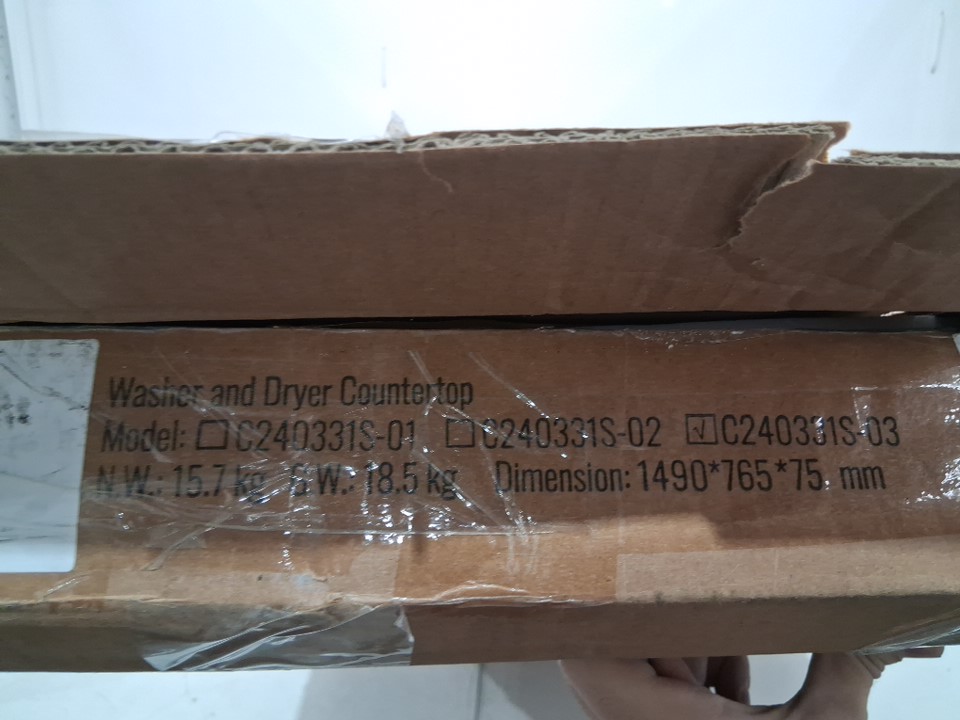 Washer and Dryer Countertop
Model: ☐ C240331S-01 ☐ C240331S-02 ☑ C240331S-03
N.W.: 15.7 kg G.W.: 18.5 kg Dimension: 1490*765*75 mm